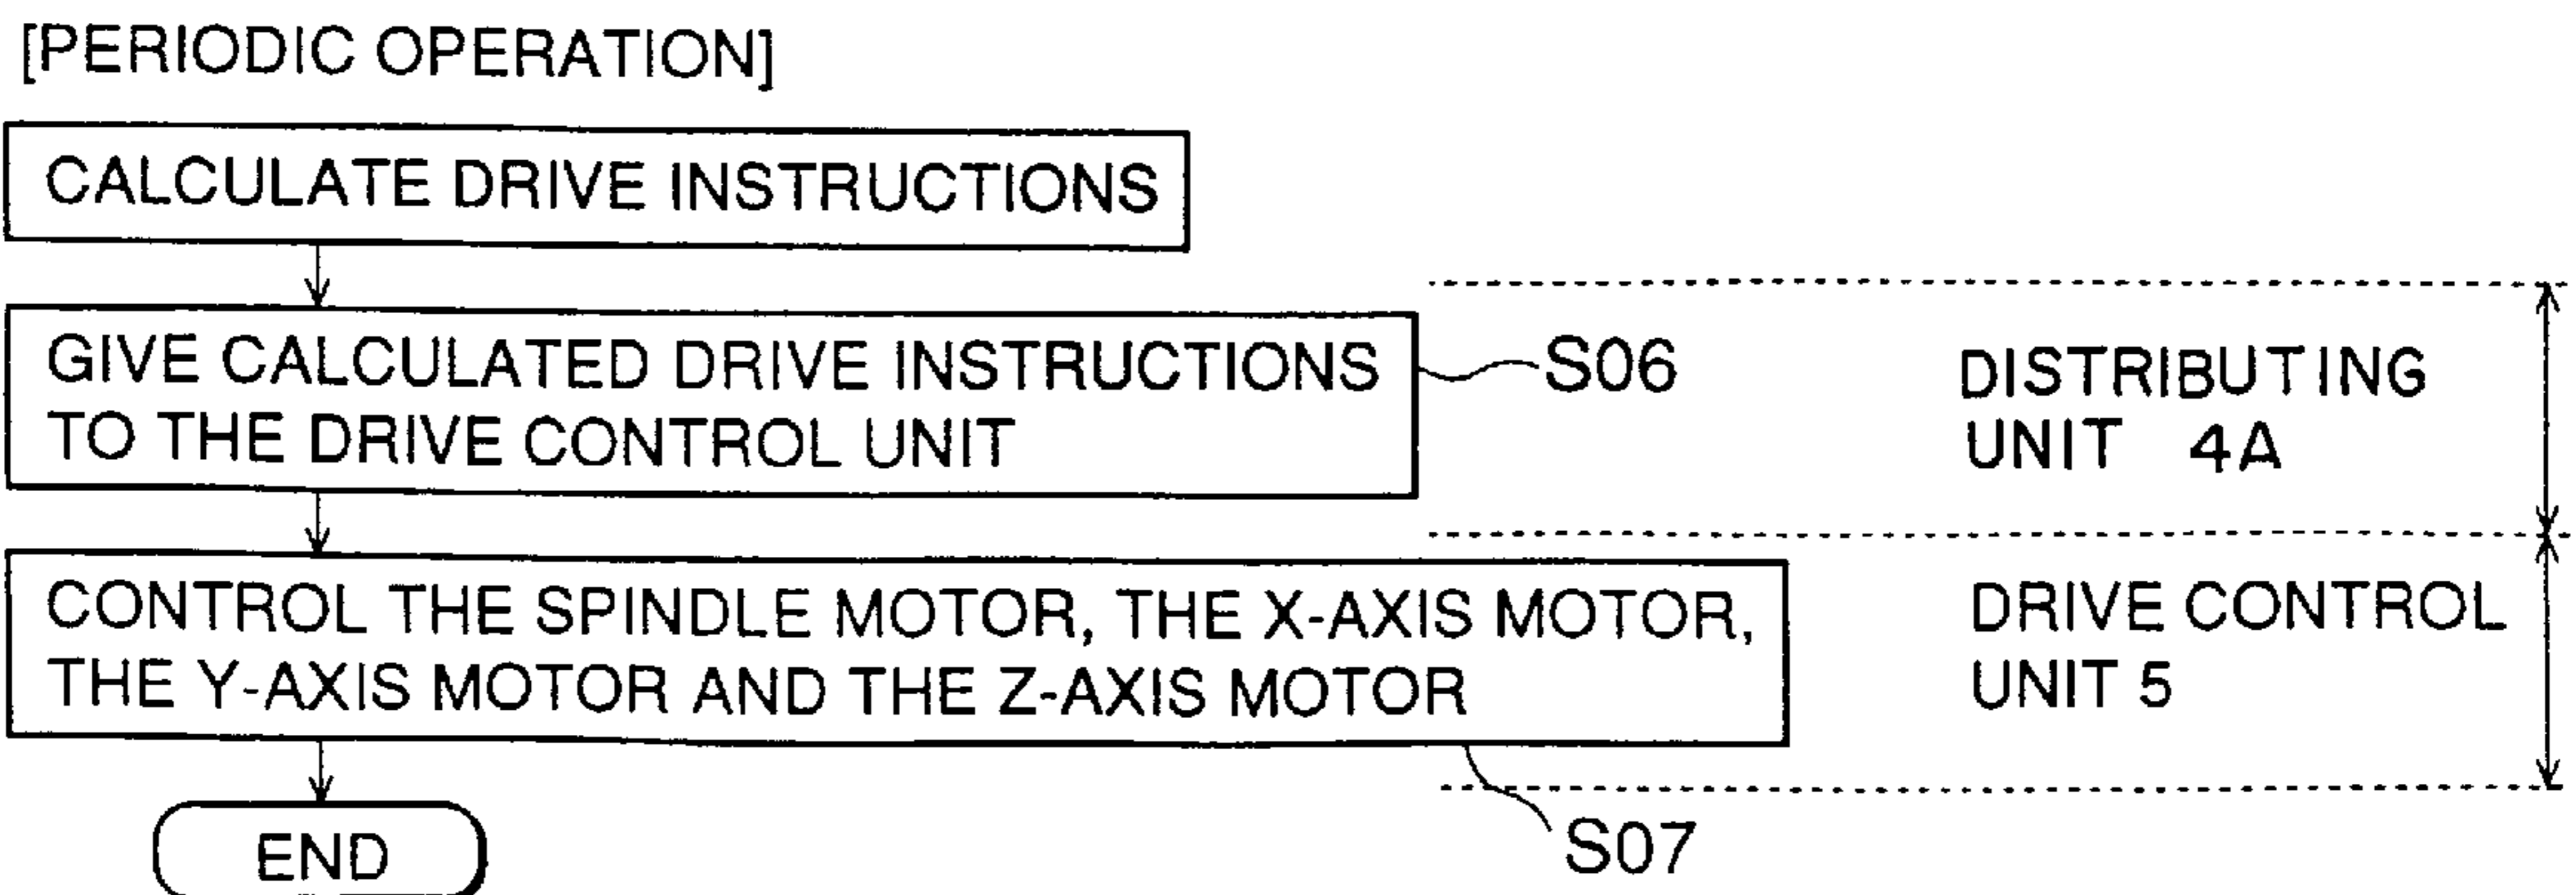 [PERIODIC OPERATION]
CALCULATE DRIVE INSTRUCTIONS
GIVE CALCULATED DRIVE INSTRUCTIONS
TO THE DRIVE CONTROL UNIT
S06
DISTRIBUTING
UNIT 4A
CONTROL THE SPINDLE MOTOR, THE X-AXIS MOTOR,
THE Y-AXIS MOTOR AND THE Z-AXIS MOTOR
DRIVE CONTROL
UNIT 5
S07
END